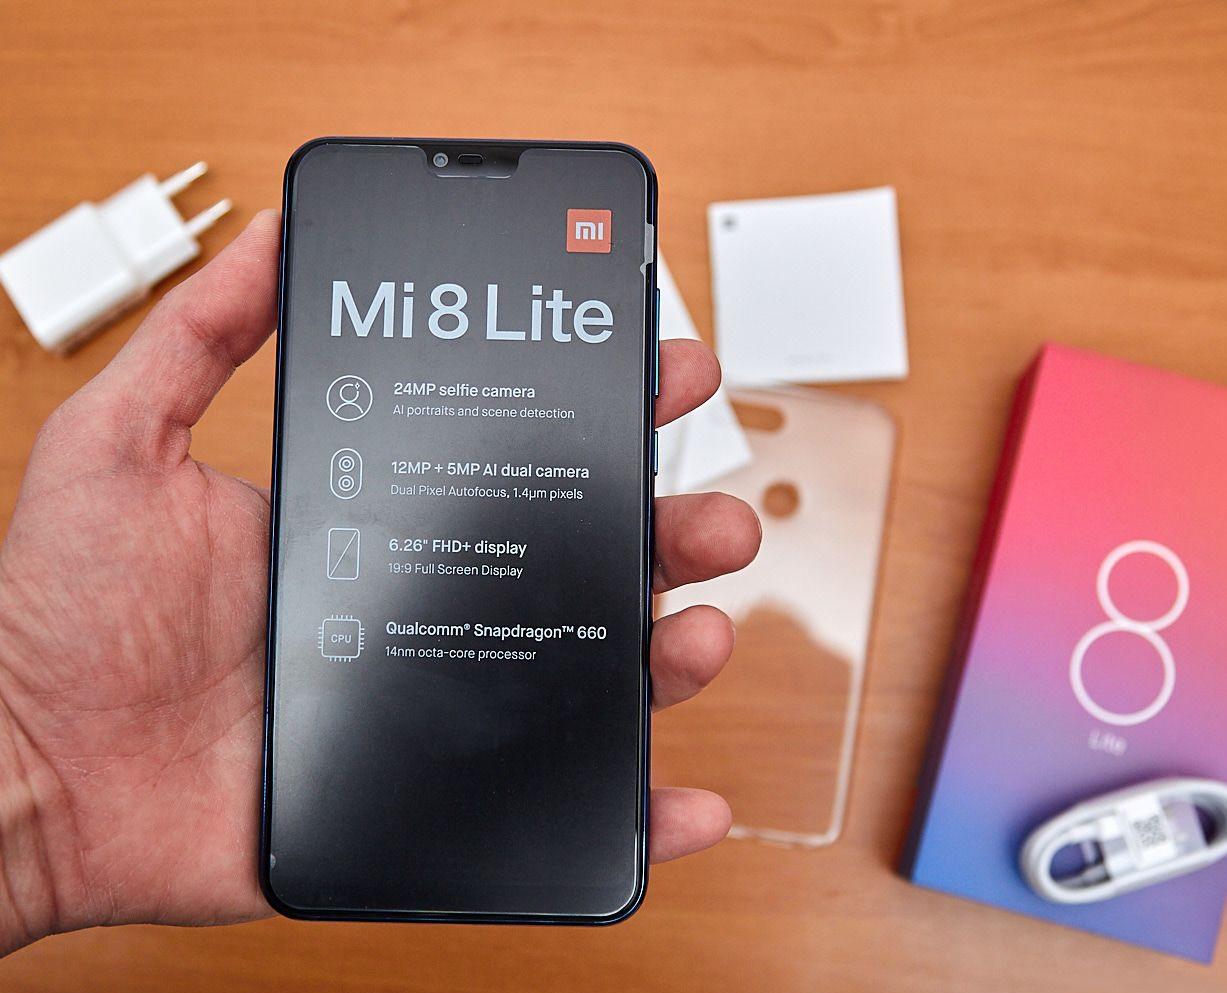 mi
Mi 8 Lite
24MP selfie camera
AI portraits and scene detection
12MP + 5MP AI dual camera
Dual Pixel Autofocus, 1.4μm pixels
6.26" FHD+ display
19:9 Full Screen Display
CPU
Qualcomm® Snapdragon™ 660
14nm octa-core processor
8
Lite